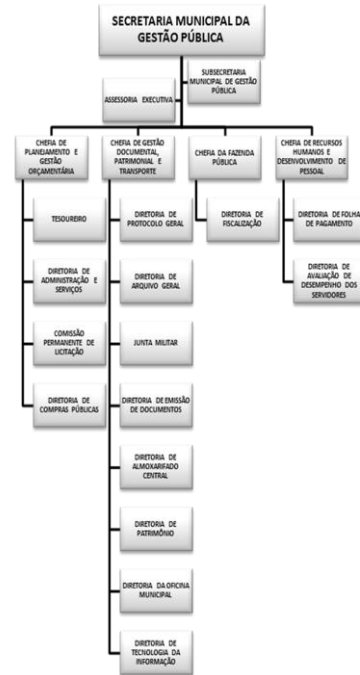 SECRETARIA MUNICIPAL DA
GESTÃO PÚBLICA
SUBSECRETARIA
MUNICIPAL DE GESTÃO
PÚBLICA
ASSESSORIA EXECUTIVA
CHEFIA DE
PLANEJAMENTO E
GESTÃO
ORÇAMENTÁRIA
TESOUREIRO
DIRETORIA DE
ADMINISTRAÇÃO E
SERVIÇOS
COMISSÃO
PERMANENTE DE
LICITAÇÃO
DIRETORIA DE
COMPRAS PÚBLICAS
CHEFIA DE GESTÃO
DOCUMENTAL,
PATRIMONIAL E
TRANSPORTE
DIRETORIA DE
PROTOCOLO GERAL
DIRETORIA DE
ARQUIVO GERAL
JUNTA MILITAR
DIRETORIA DE EMISSÃO
DE DOCUMENTOS
DIRETORIA DE
ALMOXARIFADO
CENTRAL
DIRETORIA DE
PATRIMÔNIO
DIRETORIA DA OFICINA
MUNICIPAL
DIRETORIA DE
TECNOLOGIA DA
INFORMAÇÃO
CHEFIA DA FAZENDA
PÚBLICA
DIRETORIA DE
FISCALIZAÇÃO
CHEFIA DE RECURSOS
HUMANOS E
DESENVOLVIMENTO DE
PESSOAL
DIRETORIA DE FOLHA
DE PAGAMENTO
DIRETORIA DE
AVALIAÇÃO DE
DESEMPENHO DOS
SERVIDORES